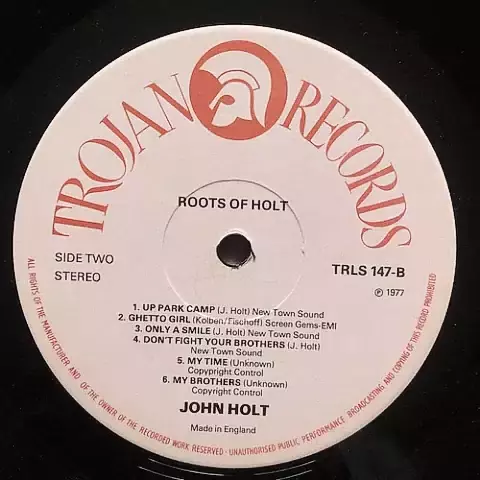 TROJAN RECORDS
ROOTS OF HOLT
SIDE TWO
STEREO
TRLS 147-B
℗ 1977
1. UP PARK CAMP (J. Holt) New Town Sound
2. GHETTO GIRL (Kolben/Tischoff) Screen Gems-EMI
3. ONLY A SMILE (J. Holt) New Town Sound
4. DON'T FIGHT YOUR BROTHERS (J. Holt)
New Town Sound
5. MY TIME (Unknown)
Copypright Control
6. MY BROTHERS (Unknown)
Copypright Control
JOHN HOLT
Made in England
ALL RIGHTS OF THE MANUFACTURER AND OF THE OWNER OF THE RECORDED WORK RESERVED · UNAUTHORISED PUBLIC PERFORMANCE BROADCASTING AND COPYING OF THIS RECORD PROHIBITED